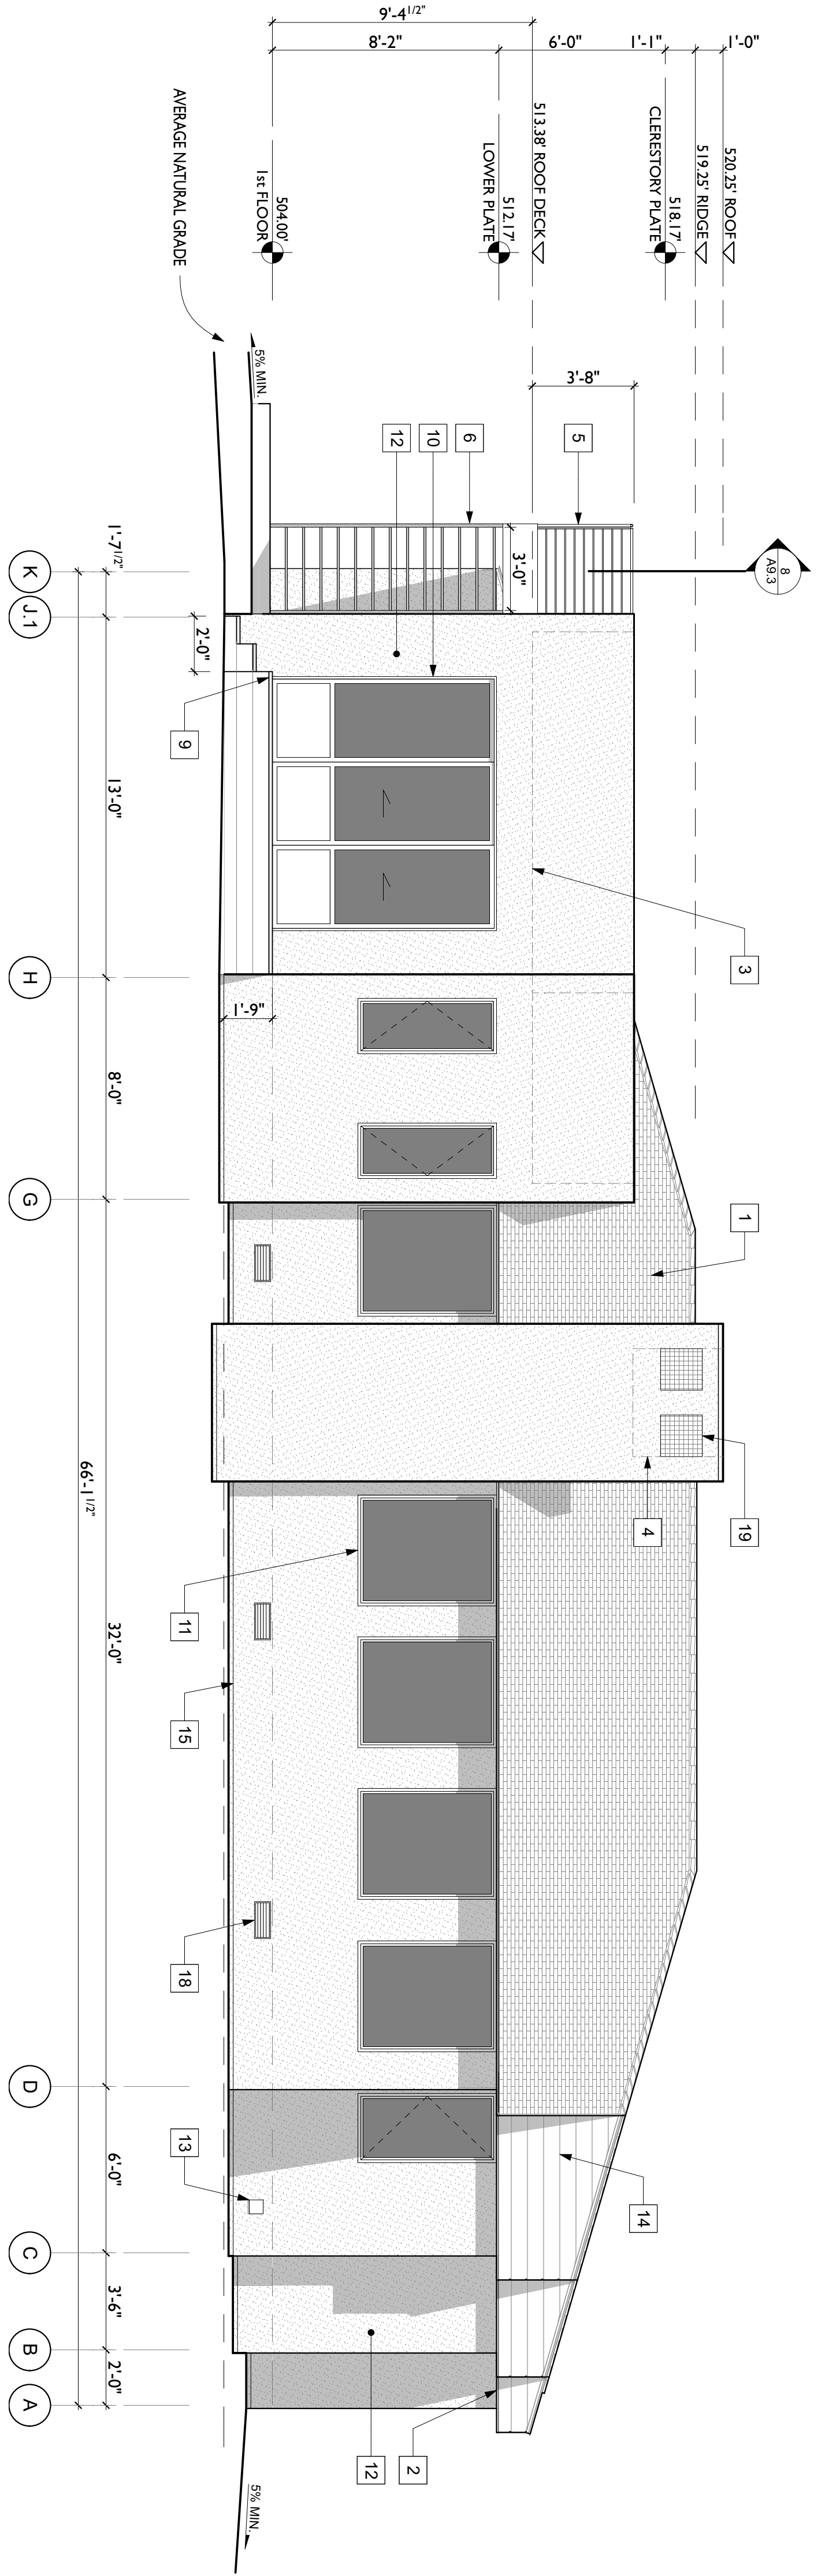 9'-4 1/2"
8'-2"
6'-0"
1'-1"
1'-0"
520.25' ROOF
519.25' RIDGE
518.17'
CLERESTORY PLATE
513.38' ROOF DECK
512.17'
LOWER PLATE
504.00'
1st FLOOR
AVERAGE NATURAL GRADE
5% MIN.
3'-8"
5
6
10
12
8
A9.3
3'-0"
12
2'-0"
9
3
1'-9"
1
19
4
11
15
18
13
14
12
2
5% MIN.
1'-7 1/2"
13'-0"
8'-0"
32'-0"
6'-0"
3'-6"
2'-0"
66'-1 1/2"
K
J.1
H
G
D
C
B
A